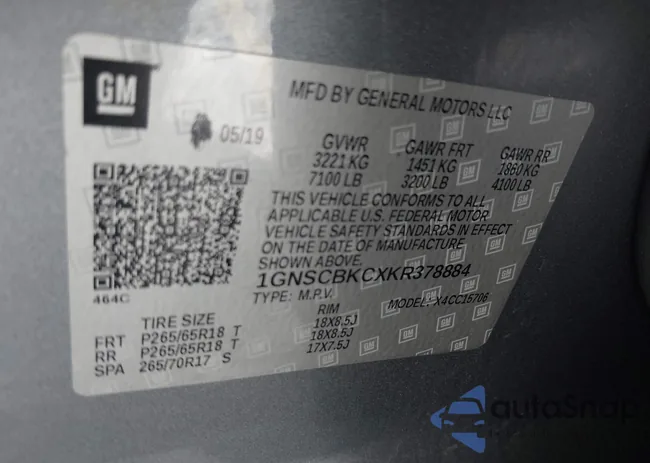 GM
05/19
MFD BY GENERAL MOTORS LLC
GVWR GAWR FRT GAWR RR
3221 KG 1451 KG 1860 KG
7100 LB 3200 LB 4100 LB
THIS VEHICLE CONFORMS TO ALL
APPLICABLE U.S. FEDERAL MOTOR
VEHICLE SAFETY STANDARDS IN EFFECT
ON THE DATE OF MANUFACTURE
SHOWN ABOVE.
1GNSCBKCXKR378884
TYPE: M.P.V. MODEL: X4CC15706
464C
TIRE SIZE RIM
FRT P265/65R18 T 18X8.5J
RR P265/65R18 T 18X8.5J
SPA 265/70R17 S 17X7.5J
autoSnap